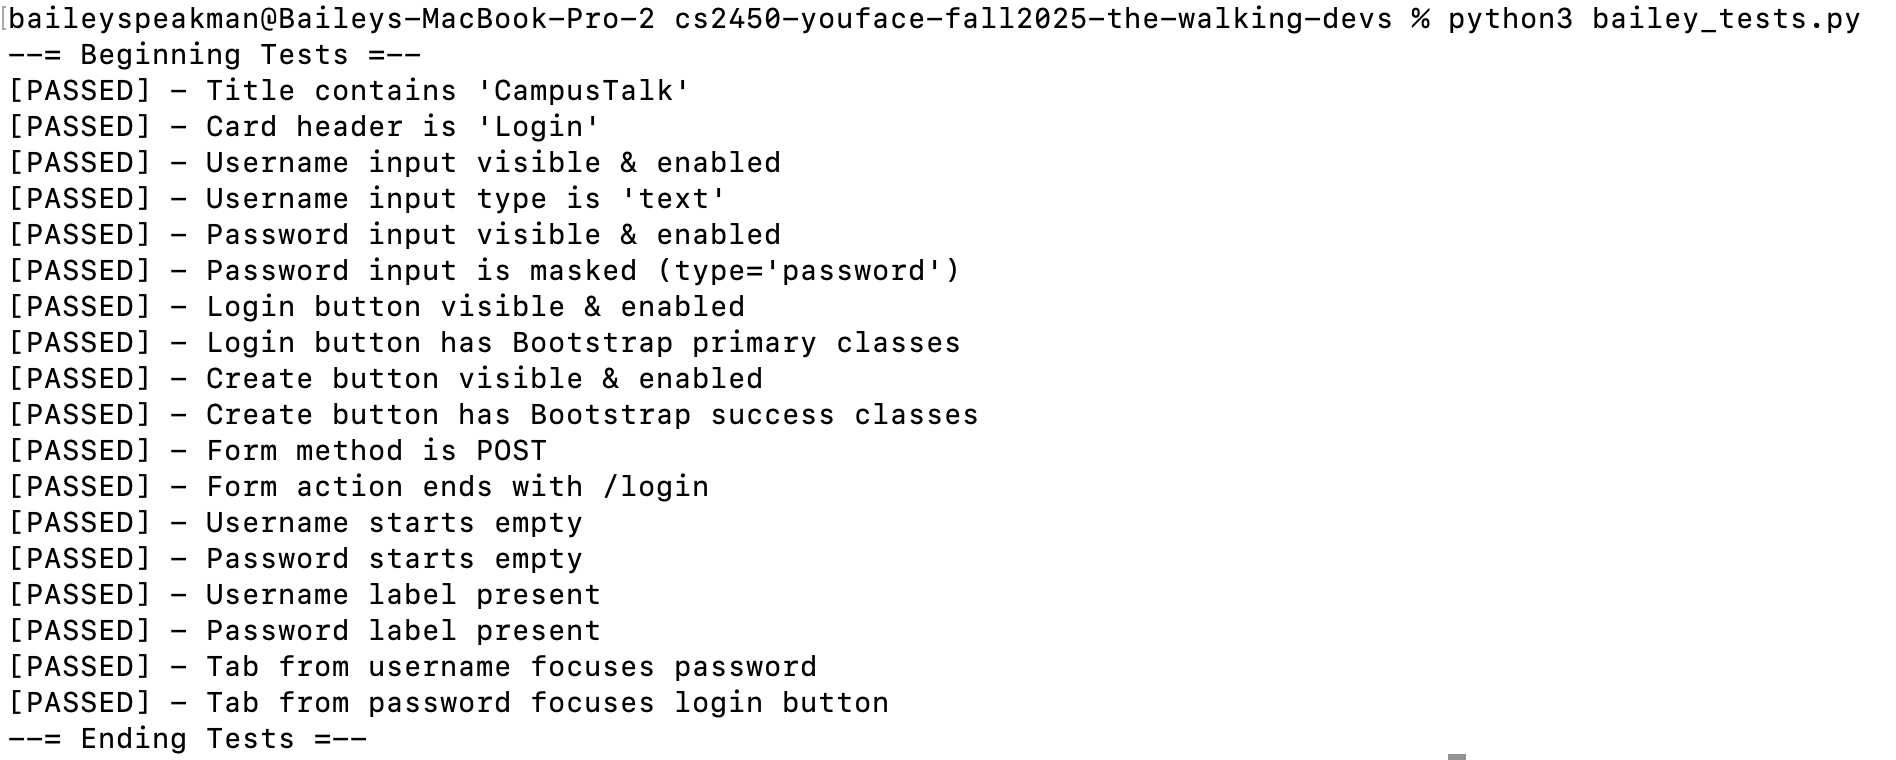 [baileyspeakman@Baileys-MacBook-Pro-2 cs2450-youface-fall2025-the-walking-devs % python3 bailey_tests.py
--= Beginning Tests =--
[PASSED] - Title contains 'CampusTalk'
[PASSED] - Card header is 'Login'
[PASSED] - Username input visible & enabled
[PASSED] - Username input type is 'text'
[PASSED] - Password input visible & enabled
[PASSED] - Password input is masked (type='password')
[PASSED] - Login button visible & enabled
[PASSED] - Login button has Bootstrap primary classes
[PASSED] - Create button visible & enabled
[PASSED] - Create button has Bootstrap success classes
[PASSED] - Form method is POST
[PASSED] - Form action ends with /login
[PASSED] - Username starts empty
[PASSED] - Password starts empty
[PASSED] - Username label present
[PASSED] - Password label present
[PASSED] - Tab from username focuses password
[PASSED] - Tab from password focuses login button
--= Ending Tests =--